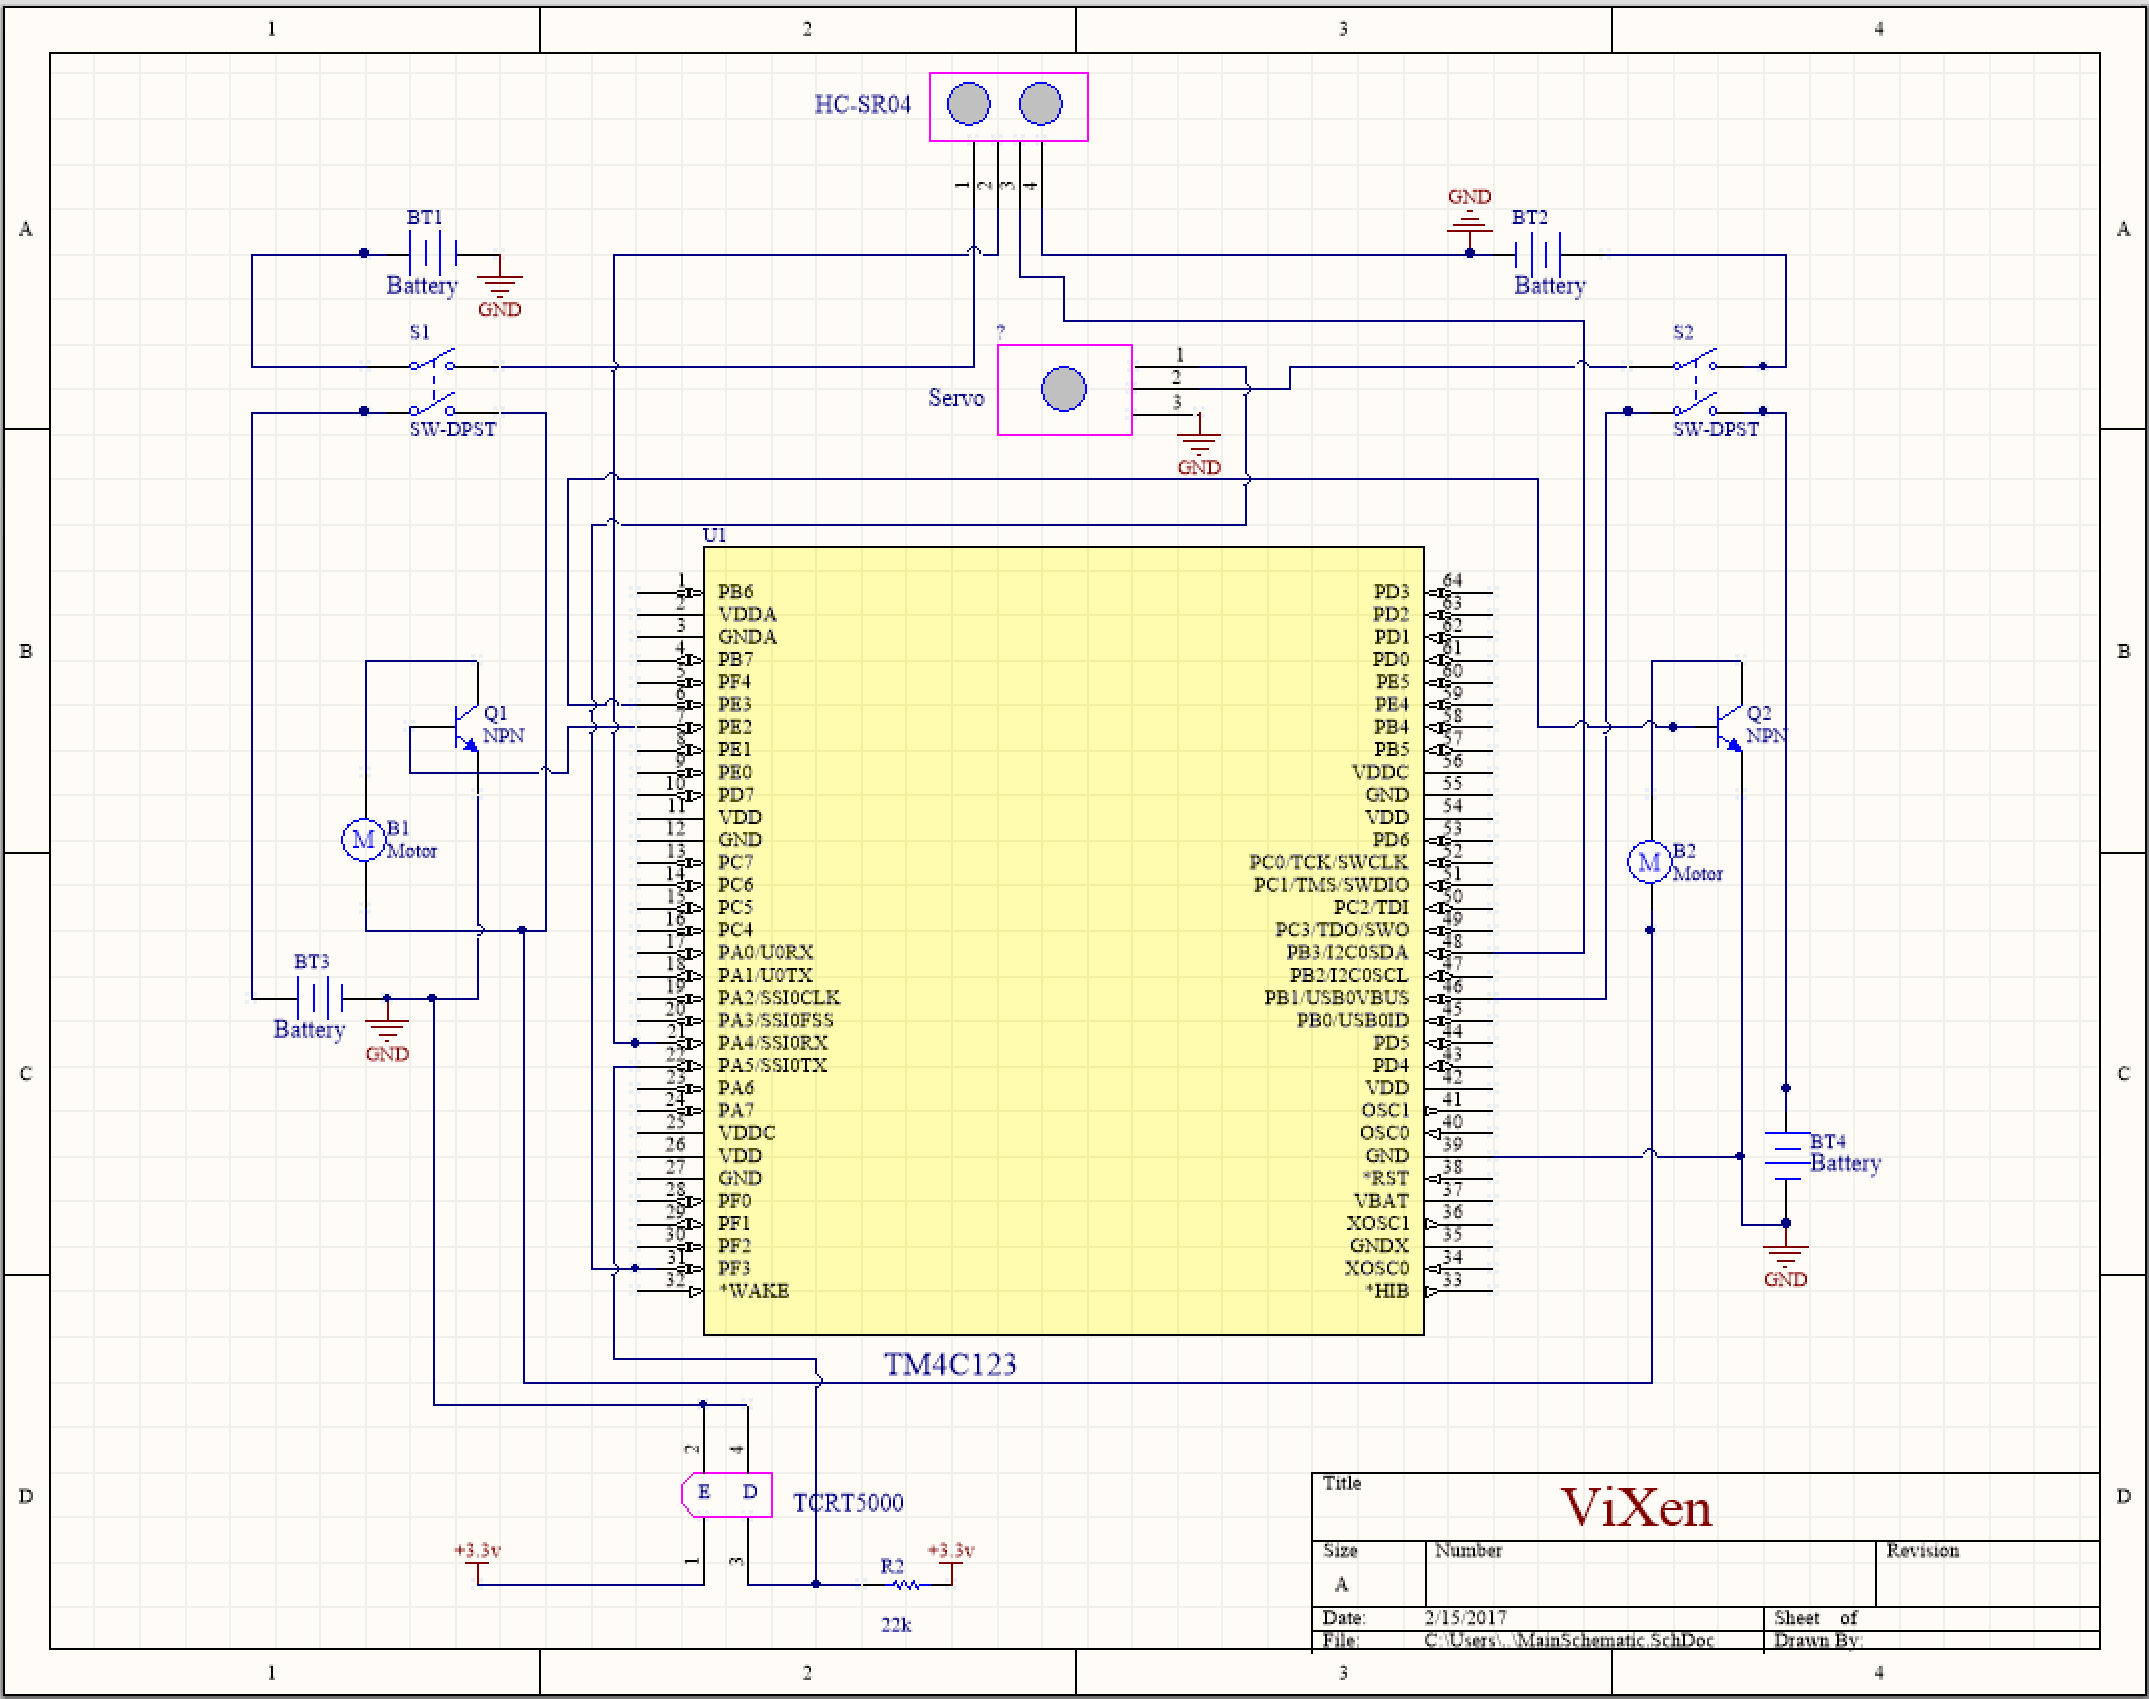 1 2 3 4
HC-SR04
1 2 3 4
A
BT1
Battery
GND
GND
BT2
Battery
A
S1
SW-DPST
?
Servo
1
2
3
GND
S2
SW-DPST
U1
B
B
1 PB6
2 VDDA
3 GNDA
4 PB7
5 PF4
6 PE3
7 PE2
8 PE1
9 PE0
10 PD7
11 VDD
12 GND
13 PC7
14 PC6
15 PC5
16 PC4
17 PA0/U0RX
18 PA1/U0TX
19 PA2/SSI0CLK
20 PA3/SSI0FSS
21 PA4/SSI0RX
22 PA5/SSI0TX
23 PA6
24 PA7
25 VDDC
26 VDD
27 GND
28 PF0
29 PF1
30 PF2
31 PF3
32 *WAKE
PD3 64
PD2 63
PD1 62
PD0 61
PE5 60
PE4 59
PB4 58
PB5 57
VDDC 56
GND 55
VDD 54
PD6 53
PC0/TCK/SWCLK 52
PC1/TMS/SWDIO 51
PC2/TDI 50
PC3/TDO/SWO 49
PB3/I2C0SDA 48
PB2/I2C0SCL 47
PB1/USB0VBUS 46
PB0/USB0ID 45
PD5 44
PD4 43
VDD 42
OSC1 41
OSC0 40
GND 39
*RST 38
VBAT 37
XOSC1 36
GNDX 35
XOSC0 34
*HIB 33
Q1
NPN
Q2
NPN
B1
Motor
B2
Motor
BT3
Battery
GND
C
C
BT4
Battery
GND
TM4C123
2 4
E D
TCRT5000
1 3
+3.3v
R2
+3.3v
22k
D
D
Title
ViXen
Size
A
Number
Revision
Date: 2/15/2017
Sheet of
File: C:\Users\..\MainSchematic.SchDoc
Drawn By:
1 2 3 4